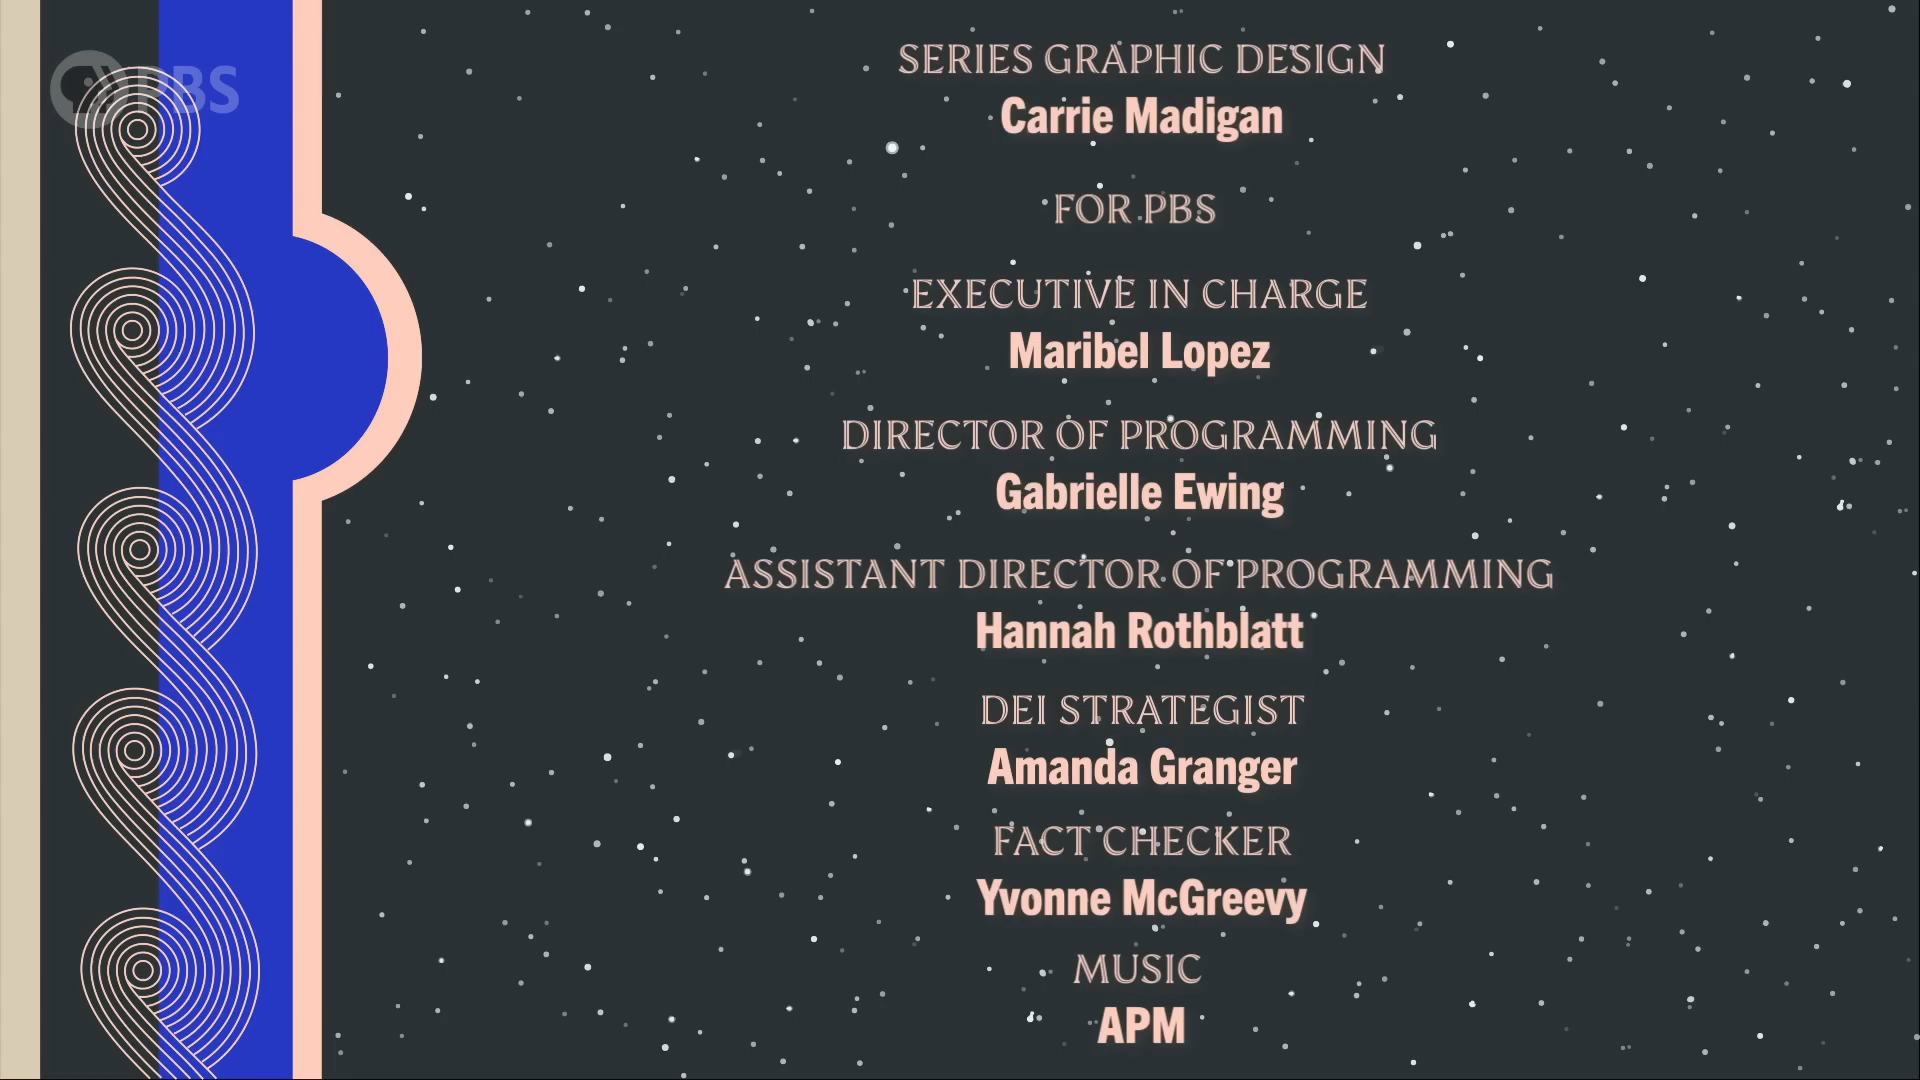 PBS
SERIES GRAPHIC DESIGN
Carrie Madigan
FOR PBS
EXECUTIVE IN CHARGE
Maribel Lopez
DIRECTOR OF PROGRAMMING
Gabrielle Ewing
ASSISTANT DIRECTOR OF PROGRAMMING
Hannah Rothblatt
DEI STRATEGIST
Amanda Granger
FACT CHECKER
Yvonne McGreevy
MUSIC
APM